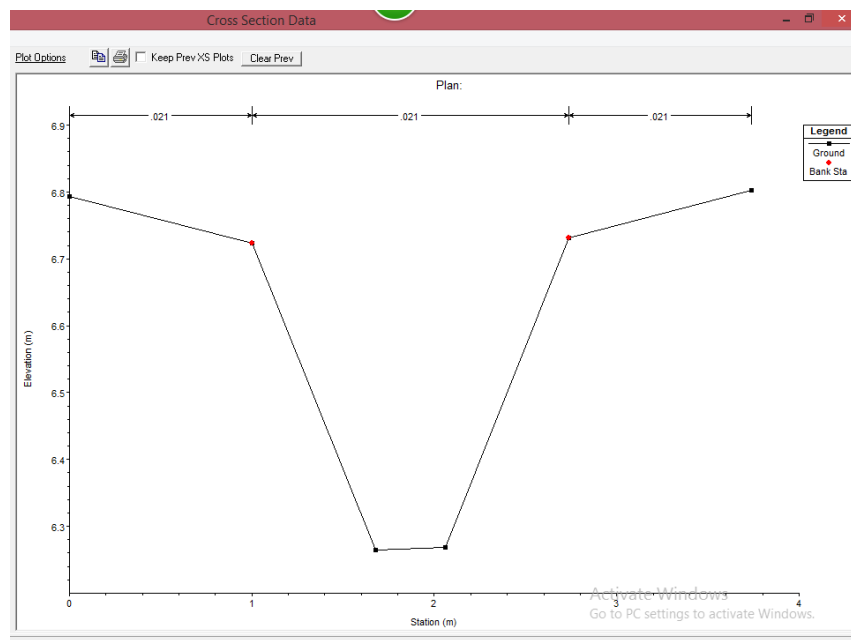 Cross Section Data
Plot Options
Keep Prev XS Plots
Clear Prev
Plan:
.021
.021
.021
Legend
Ground
Bank Sta
6.9
6.8
6.7
6.6
6.5
6.4
6.3
Elevation (m)
0
1
2
3
4
Station (m)
Activate Windows
Go to PC settings to activate Windows.